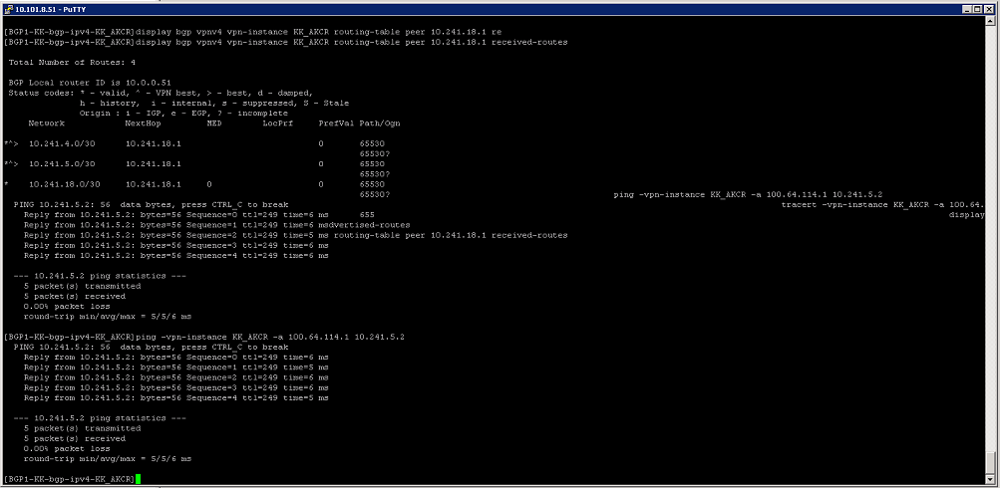 10.101.8.51 - PuTTY
[BGP1-KK-bgp-ipv4-KK_AKCR]display bgp vpnv4 vpn-instance KK_AKCR routing-table peer 10.241.18.1 re
[BGP1-KK-bgp-ipv4-KK_AKCR]display bgp vpnv4 vpn-instance KK_AKCR routing-table peer 10.241.18.1 received-routes
Total Number of Routes: 4
BGP Local router ID is 10.0.0.51
Status codes: * - valid, ^ - VPN best, > - best, d - damped,
h - history,  i - internal, s - suppressed, S - Stale
Origin : i - IGP, e - EGP, ? - incomplete
Network NextHop MED LocPrf PrefVal Path/Ogn
*^> 10.241.4.0/30 10.241.18.1 0 65530
65530?
*^> 10.241.5.0/30 10.241.18.1 0 65530
65530?
* 10.241.18.0/30 10.241.18.1 0 0 65530
65530? ping -vpn-instance KK_AKCR -a 100.64.114.1 10.241.5.2
PING 10.241.5.2: 56  data bytes, press CTRL_C to break tracert -vpn-instance KK_AKCR -a 100.64.
Reply from 10.241.5.2: bytes=56 Sequence=0 ttl=249 time=6 ms 655 display
Reply from 10.241.5.2: bytes=56 Sequence=1 ttl=249 time=6 msdvertised-routes
Reply from 10.241.5.2: bytes=56 Sequence=2 ttl=249 time=5 ms routing-table peer 10.241.18.1 received-routes
Reply from 10.241.5.2: bytes=56 Sequence=3 ttl=249 time=6 ms
Reply from 10.241.5.2: bytes=56 Sequence=4 ttl=249 time=6 ms
--- 10.241.5.2 ping statistics ---
5 packet(s) transmitted
5 packet(s) received
0.00% packet loss
round-trip min/avg/max = 5/5/6 ms
[BGP1-KK-bgp-ipv4-KK_AKCR]ping -vpn-instance KK_AKCR -a 100.64.114.1 10.241.5.2
PING 10.241.5.2: 56  data bytes, press CTRL_C to break
Reply from 10.241.5.2: bytes=56 Sequence=0 ttl=249 time=6 ms
Reply from 10.241.5.2: bytes=56 Sequence=1 ttl=249 time=5 ms
Reply from 10.241.5.2: bytes=56 Sequence=2 ttl=249 time=6 ms
Reply from 10.241.5.2: bytes=56 Sequence=3 ttl=249 time=6 ms
Reply from 10.241.5.2: bytes=56 Sequence=4 ttl=249 time=5 ms
--- 10.241.5.2 ping statistics ---
5 packet(s) transmitted
5 packet(s) received
0.00% packet loss
round-trip min/avg/max = 5/5/6 ms
[BGP1-KK-bgp-ipv4-KK_AKCR]